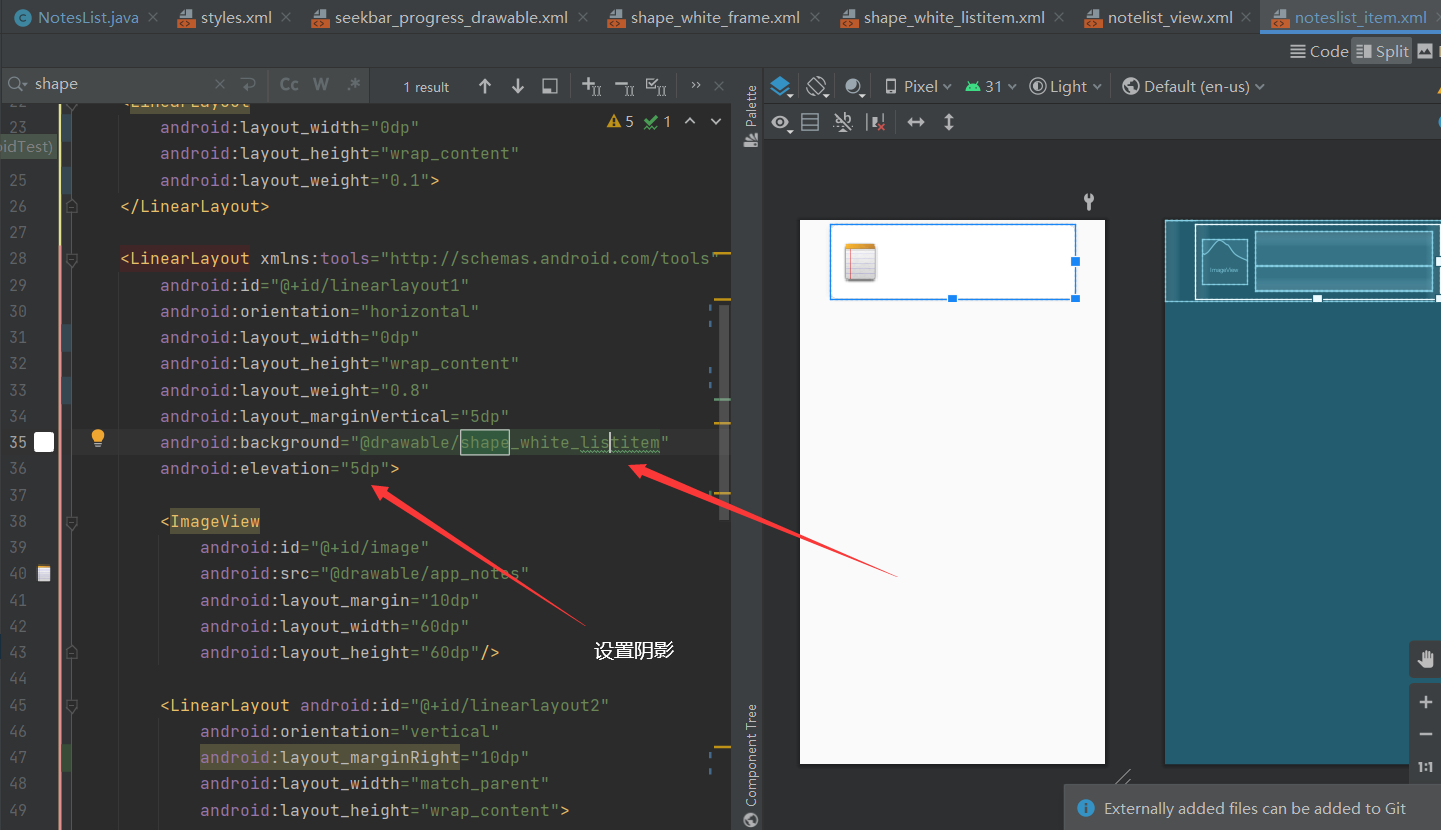 NotesList.java
styles.xml
seekbar_progress_drawable.xml
shape_white_frame.xml
shape_white_listitem.xml
notelist_view.xml
noteslist_item.xml
Code
Split
shape
Cc
W
.*
1 result
»
Pixel
31
Light
Default (en-us)
oidTest)
5
1
22 <LinearLayout
23 android:layout_width="0dp"
android:layout_height="wrap_content"
25 android:layout_weight="0.1">
26 </LinearLayout>
27
28 <LinearLayout xmlns:tools="http://schemas.android.com/tools"
29 android:id="@+id/linearlayout1"
30 android:orientation="horizontal"
31 android:layout_width="0dp"
32 android:layout_height="wrap_content"
33 android:layout_weight="0.8"
34 android:layout_marginVertical="5dp"
35 android:background="@drawable/shape_white_listitem"
36 android:elevation="5dp">
37
38 <ImageView
39 android:id="@+id/image"
40 android:src="@drawable/app_notes"
41 android:layout_margin="10dp"
42 android:layout_width="60dp"
43 android:layout_height="60dp"/>
44
45 <LinearLayout android:id="@+id/linearlayout2"
46 android:orientation="vertical"
47 android:layout_marginRight="10dp"
48 android:layout_width="match_parent"
49 android:layout_height="wrap_content">
设置阴影
Palette
Component Tree
ImageView
1:1
Externally added files can be added to Git